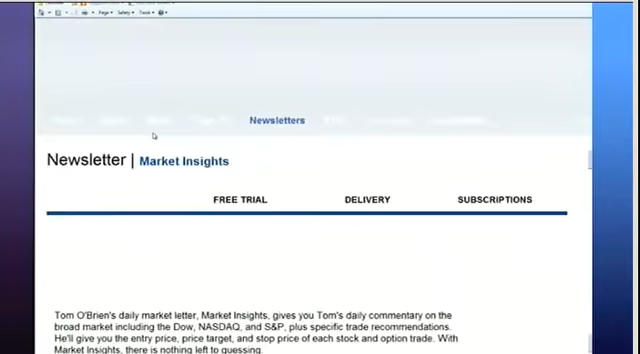 Page Safety Tools
Newsletters
Newsletter | Market Insights
FREE TRIAL DELIVERY SUBSCRIPTIONS
Tom O'Brien's daily market letter, Market Insights, gives you Tom's daily commentary on the
broad market including the Dow, NASDAQ, and S&P, plus specific trade recommendations.
He'll give you the entry price, price target, and stop price of each stock and option trade. With
Market Insights, there is nothing left to guessing.